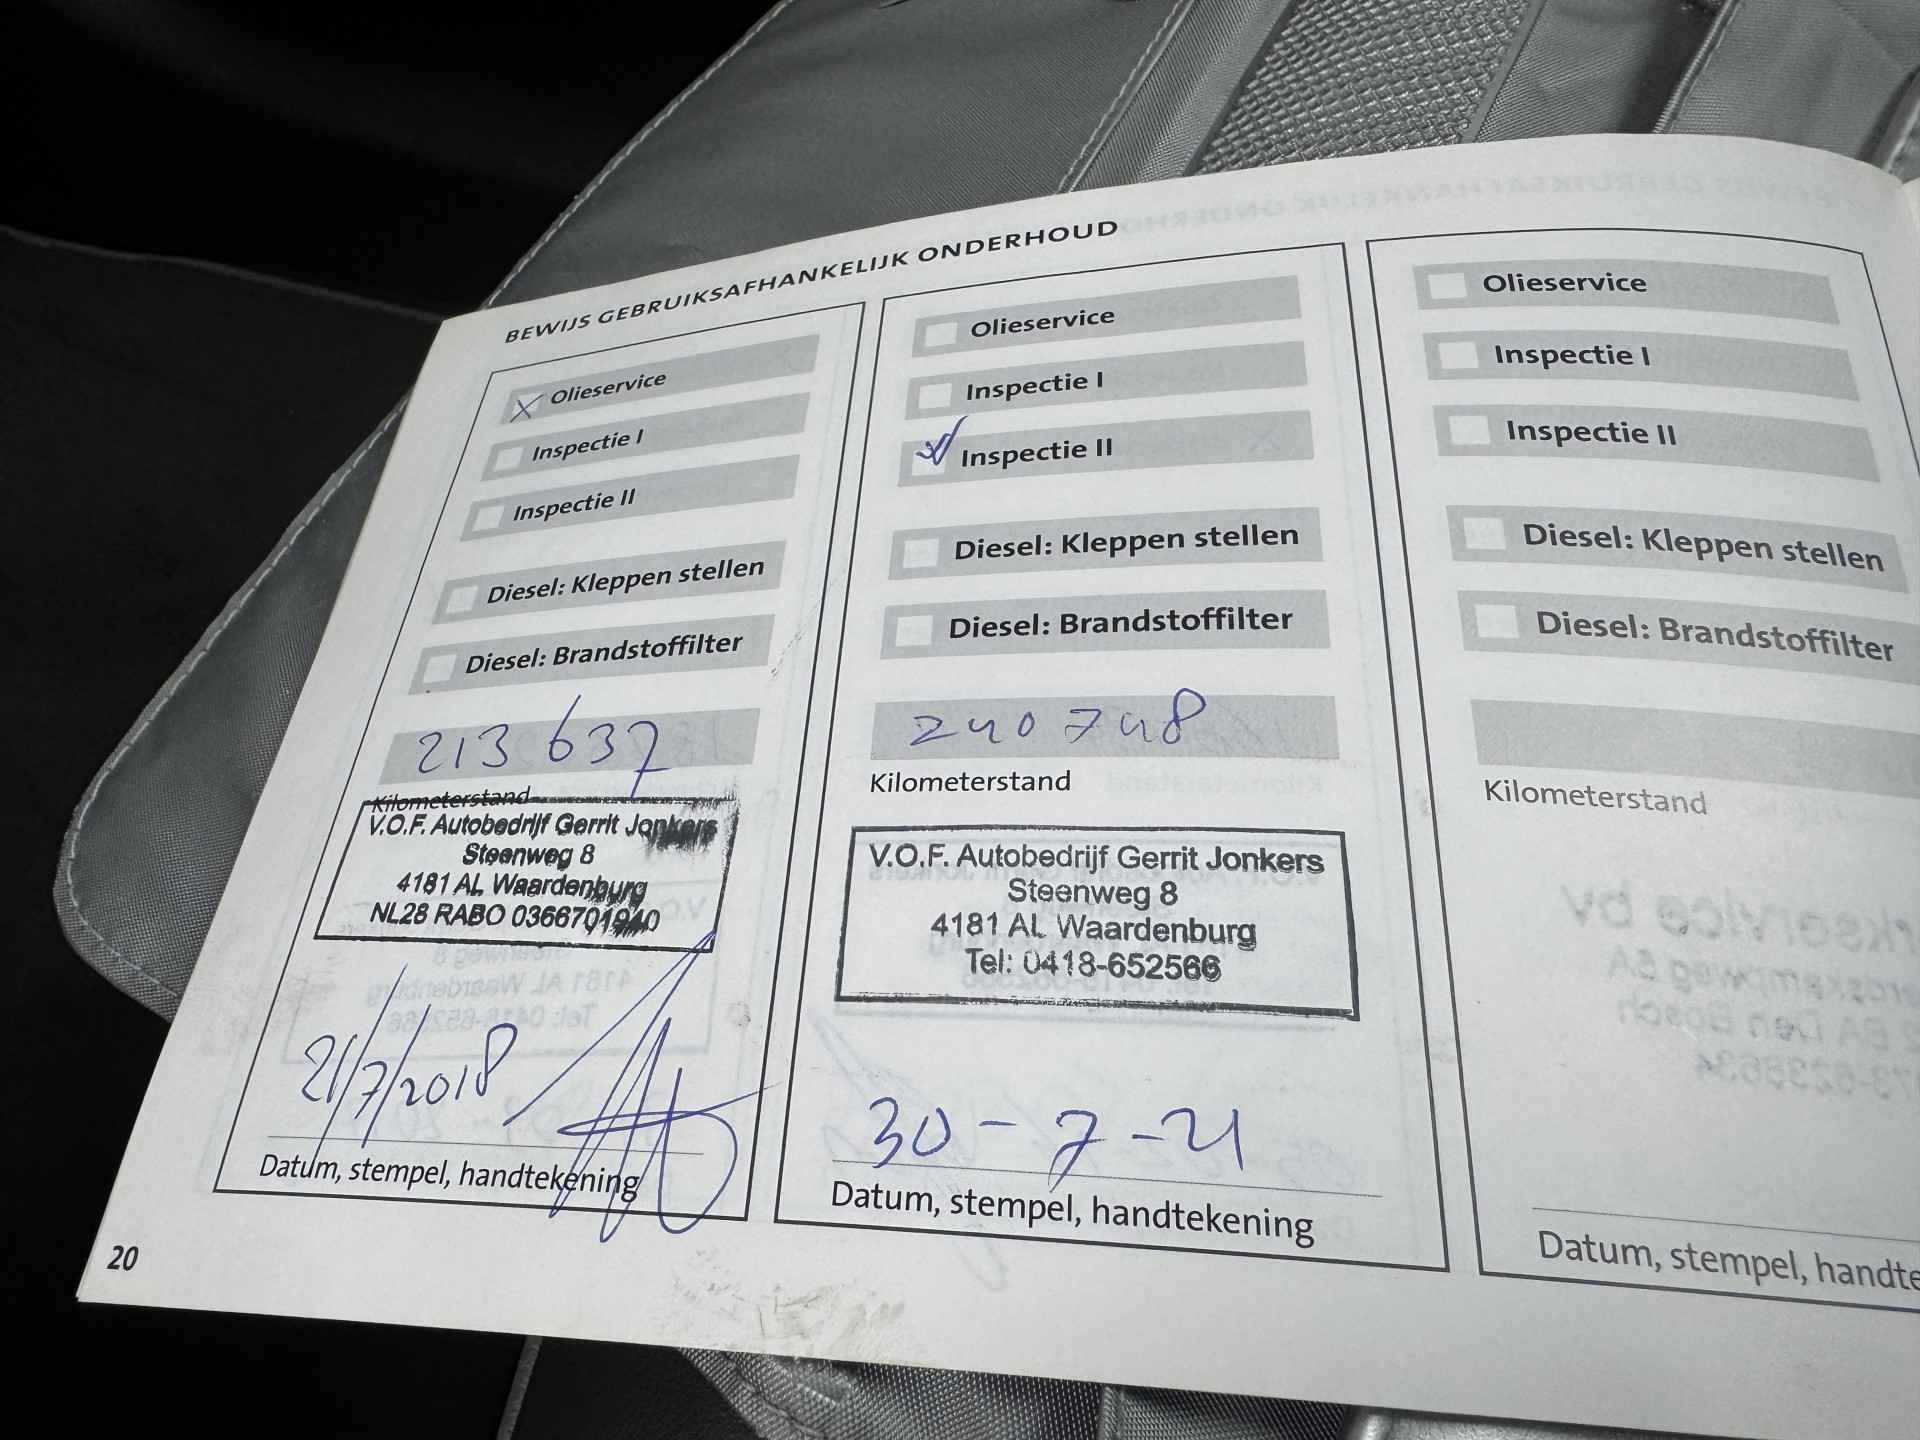 BEWIJS GEBRUIKSAFHANKELIJK ONDERHOUD
Olieservice
Inspectie I
Inspectie II
Diesel: Kleppen stellen
Diesel: Brandstoffilter
213637
Kilometerstand
V.O.F. Autobedrijf Gerrit Jonkers
Steenweg 8
4181 AL Waardenburg
NL28 RABO 0366701940
21/7/2018
Datum, stempel, handtekening
20
Olieservice
Inspectie I
Inspectie II
Diesel: Kleppen stellen
Diesel: Brandstoffilter
240748
Kilometerstand
V.O.F. Autobedrijf Gerrit Jonkers
Steenweg 8
4181 AL Waardenburg
Tel: 0418-652566
30-7-21
Datum, stempel, handtekening
Olieservice
Inspectie I
Inspectie II
Diesel: Kleppen stellen
Diesel: Brandstoffilter
Kilometerstand
Datum, stempel, handte